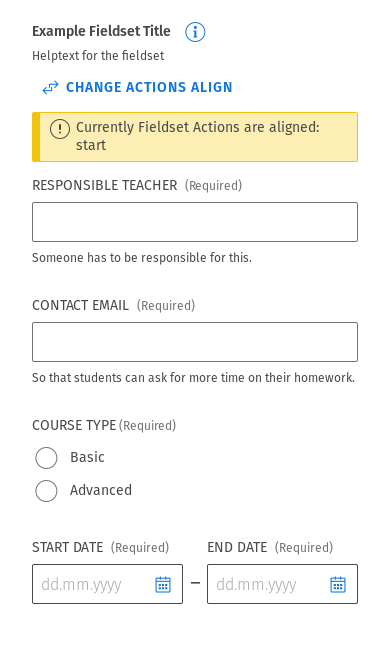 Example Fieldset Title
Helptext for the fieldset
CHANGE ACTIONS ALIGN
Currently Fieldset Actions are aligned:
start
RESPONSIBLE TEACHER (Required)
Someone has to be responsible for this.
CONTACT EMAIL (Required)
So that students can ask for more time on their homework.
COURSE TYPE (Required)
Basic
Advanced
START DATE (Required) END DATE (Required)
dd.mm.yyyy – dd.mm.yyyy